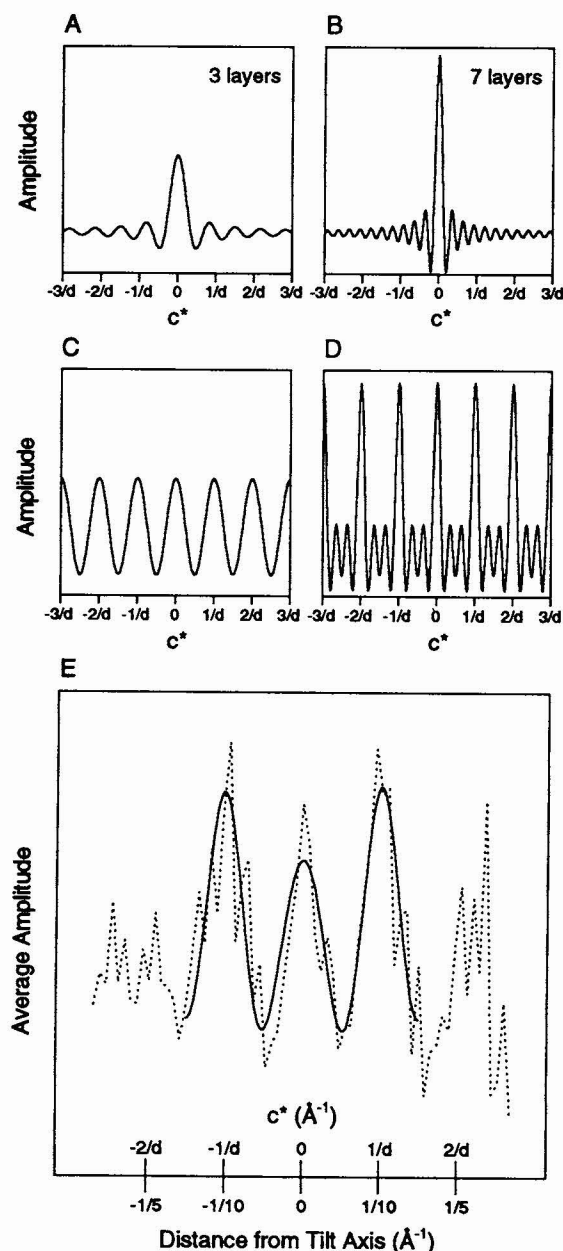 A
B
3 layers
7 layers
Amplitude
-3/d -2/d -1/d 0 1/d 2/d 3/d
-3/d -2/d -1/d 0 1/d 2/d 3/d
c*
c*
C
D
Amplitude
-3/d -2/d -1/d 0 1/d 2/d 3/d
-3/d -2/d -1/d 0 1/d 2/d 3/d
c*
c*
E
Average Amplitude
c* (Å⁻¹)
-2/d -1/d 0 1/d 2/d
-1/5 -1/10 0 1/10 1/5
Distance from Tilt Axis (Å⁻¹)